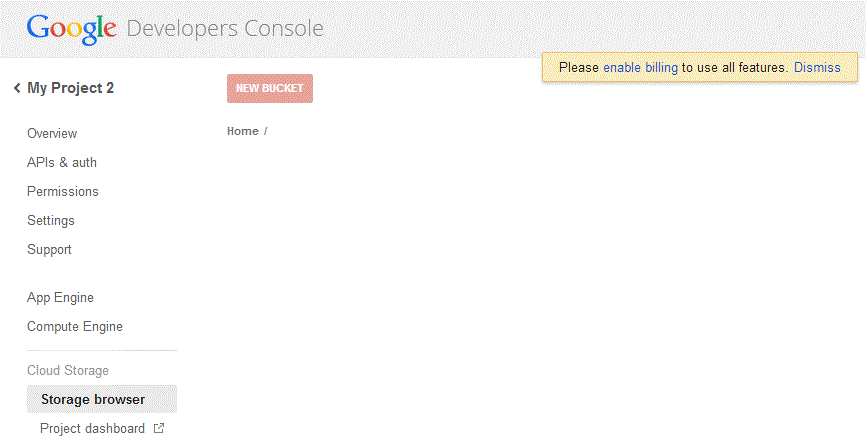 Google Developers Console
Please enable billing to use all features. Dismiss
My Project 2
NEW BUCKET
Home /
Overview
APIs & auth
Permissions
Settings
Support
App Engine
Compute Engine
Cloud Storage
Storage browser
Project dashboard